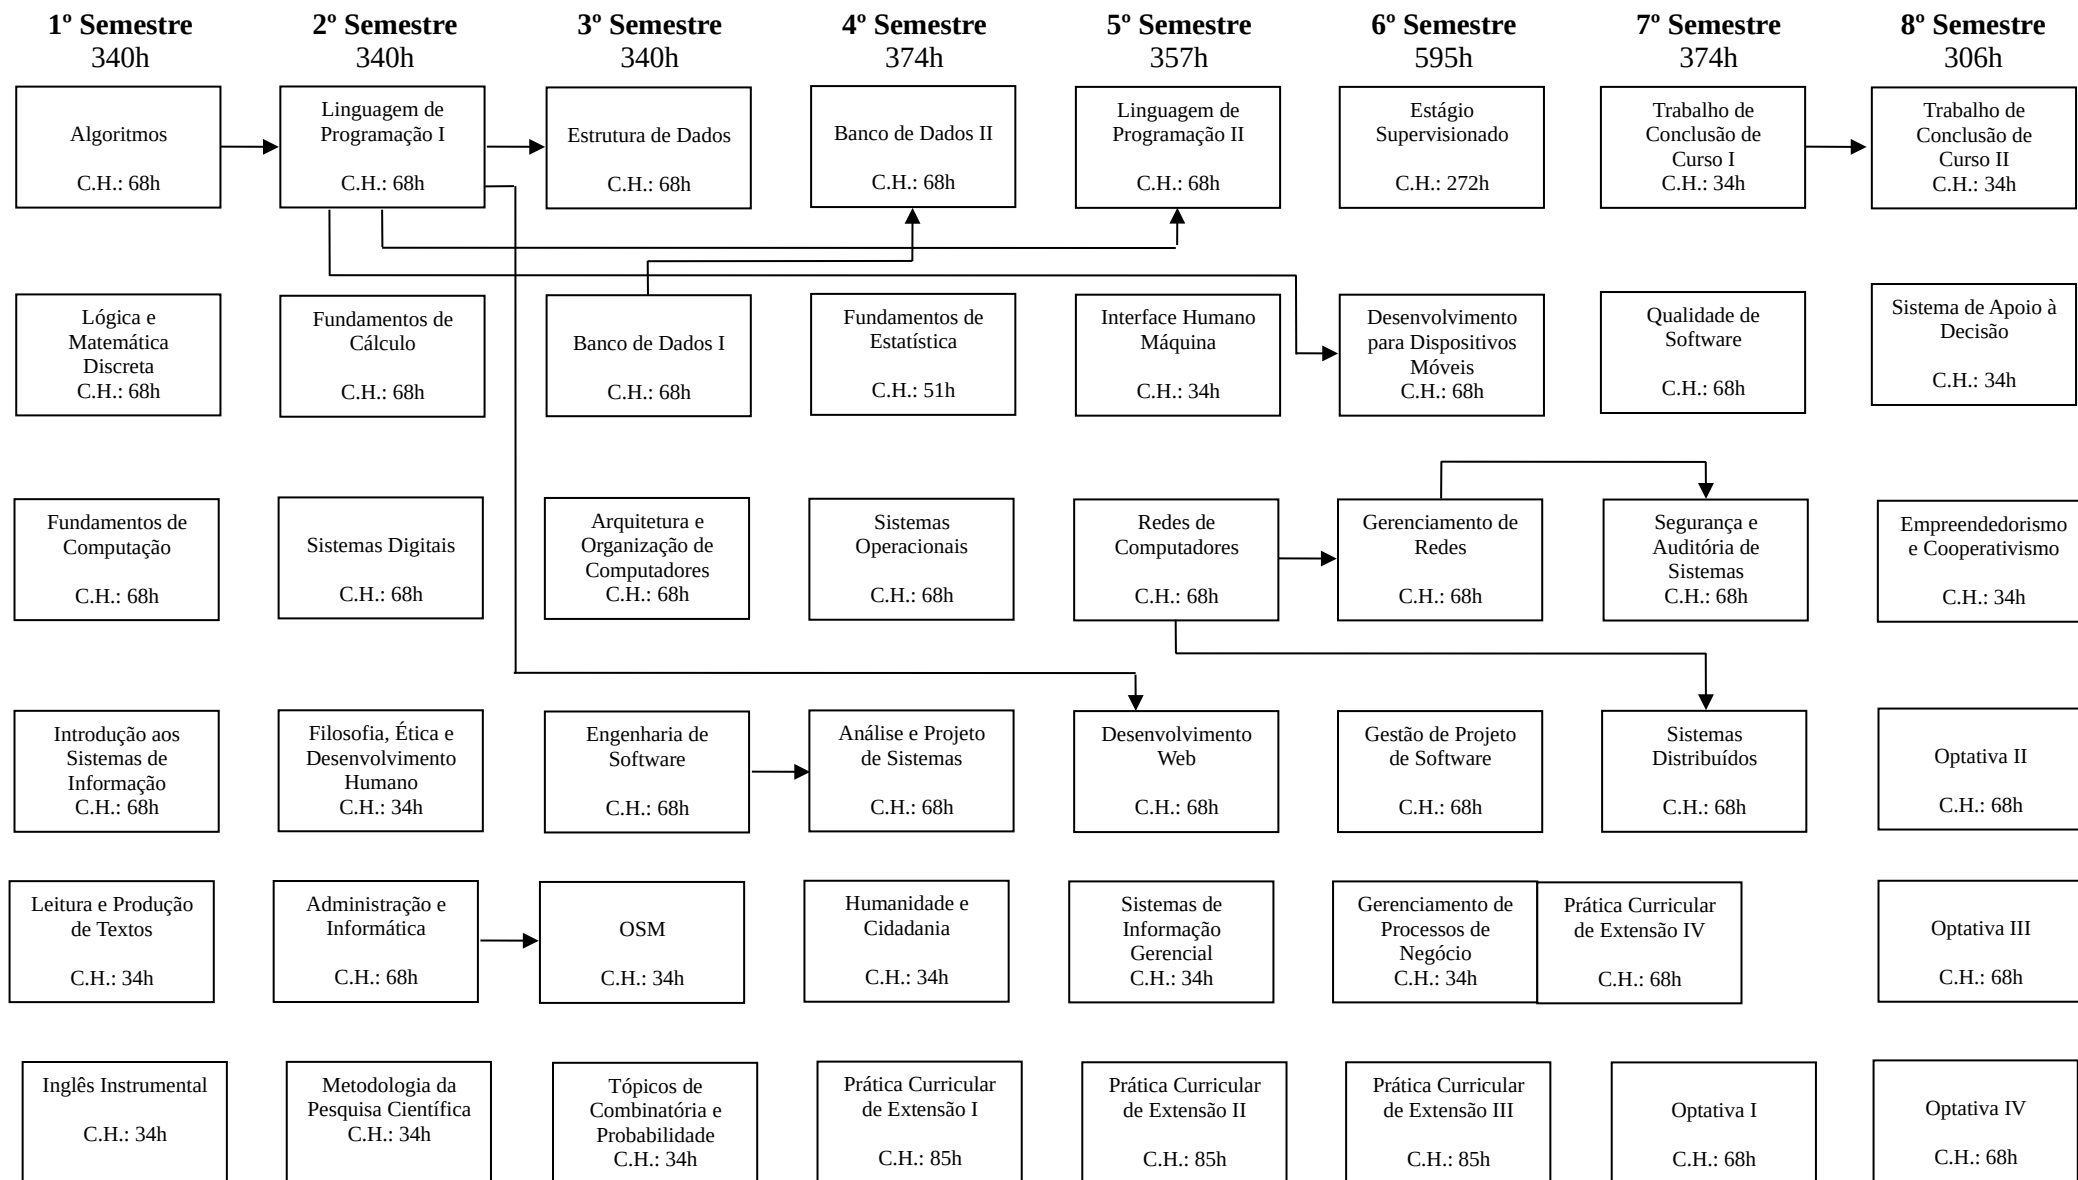 1º Semestre
340h
2º Semestre
340h
3º Semestre
340h
4º Semestre
374h
5º Semestre
357h
6º Semestre
595h
7º Semestre
374h
8º Semestre
306h
Algoritmos
C.H.: 68h
Linguagem de
Programação I
C.H.: 68h
Estrutura de Dados
C.H.: 68h
Banco de Dados II
C.H.: 68h
Linguagem de
Programação II
C.H.: 68h
Estágio
Supervisionado
C.H.: 272h
Trabalho de
Conclusão de
Curso I
C.H.: 34h
Trabalho de
Conclusão de
Curso II
C.H.: 34h
Lógica e
Matemática
Discreta
C.H.: 68h
Fundamentos de
Cálculo
C.H.: 68h
Banco de Dados I
C.H.: 68h
Fundamentos de
Estatística
C.H.: 51h
Interface Humano
Máquina
C.H.: 34h
Desenvolvimento
para Dispositivos
Móveis
C.H.: 68h
Qualidade de
Software
C.H.: 68h
Sistema de Apoio à
Decisão
C.H.: 34h
Fundamentos de
Computação
C.H.: 68h
Sistemas Digitais
C.H.: 68h
Arquitetura e
Organização de
Computadores
C.H.: 68h
Sistemas
Operacionais
C.H.: 68h
Redes de
Computadores
C.H.: 68h
Gerenciamento de
Redes
C.H.: 68h
Segurança e
Auditória de
Sistemas
C.H.: 68h
Empreendedorismo
e Cooperativismo
C.H.: 34h
Introdução aos
Sistemas de
Informação
C.H.: 68h
Filosofia, Ética e
Desenvolvimento
Humano
C.H.: 34h
Engenharia de
Software
C.H.: 68h
Análise e Projeto
de Sistemas
C.H.: 68h
Desenvolvimento
Web
C.H.: 68h
Gestão de Projeto
de Software
C.H.: 68h
Sistemas
Distribuídos
C.H.: 68h
Optativa II
C.H.: 68h
Leitura e Produção
de Textos
C.H.: 34h
Administração e
Informática
C.H.: 68h
OSM
C.H.: 34h
Humanidade e
Cidadania
C.H.: 34h
Sistemas de
Informação
Gerencial
C.H.: 34h
Gerenciamento de
Processos de
Negócio
C.H.: 34h
Prática Curricular
de Extensão IV
C.H.: 68h
Optativa III
C.H.: 68h
Inglês Instrumental
C.H.: 34h
Metodologia da
Pesquisa Científica
C.H.: 34h
Tópicos de
Combinatória e
Probabilidade
C.H.: 34h
Prática Curricular
de Extensão I
C.H.: 85h
Prática Curricular
de Extensão II
C.H.: 85h
Prática Curricular
de Extensão III
C.H.: 85h
Optativa I
C.H.: 68h
Optativa IV
C.H.: 68h